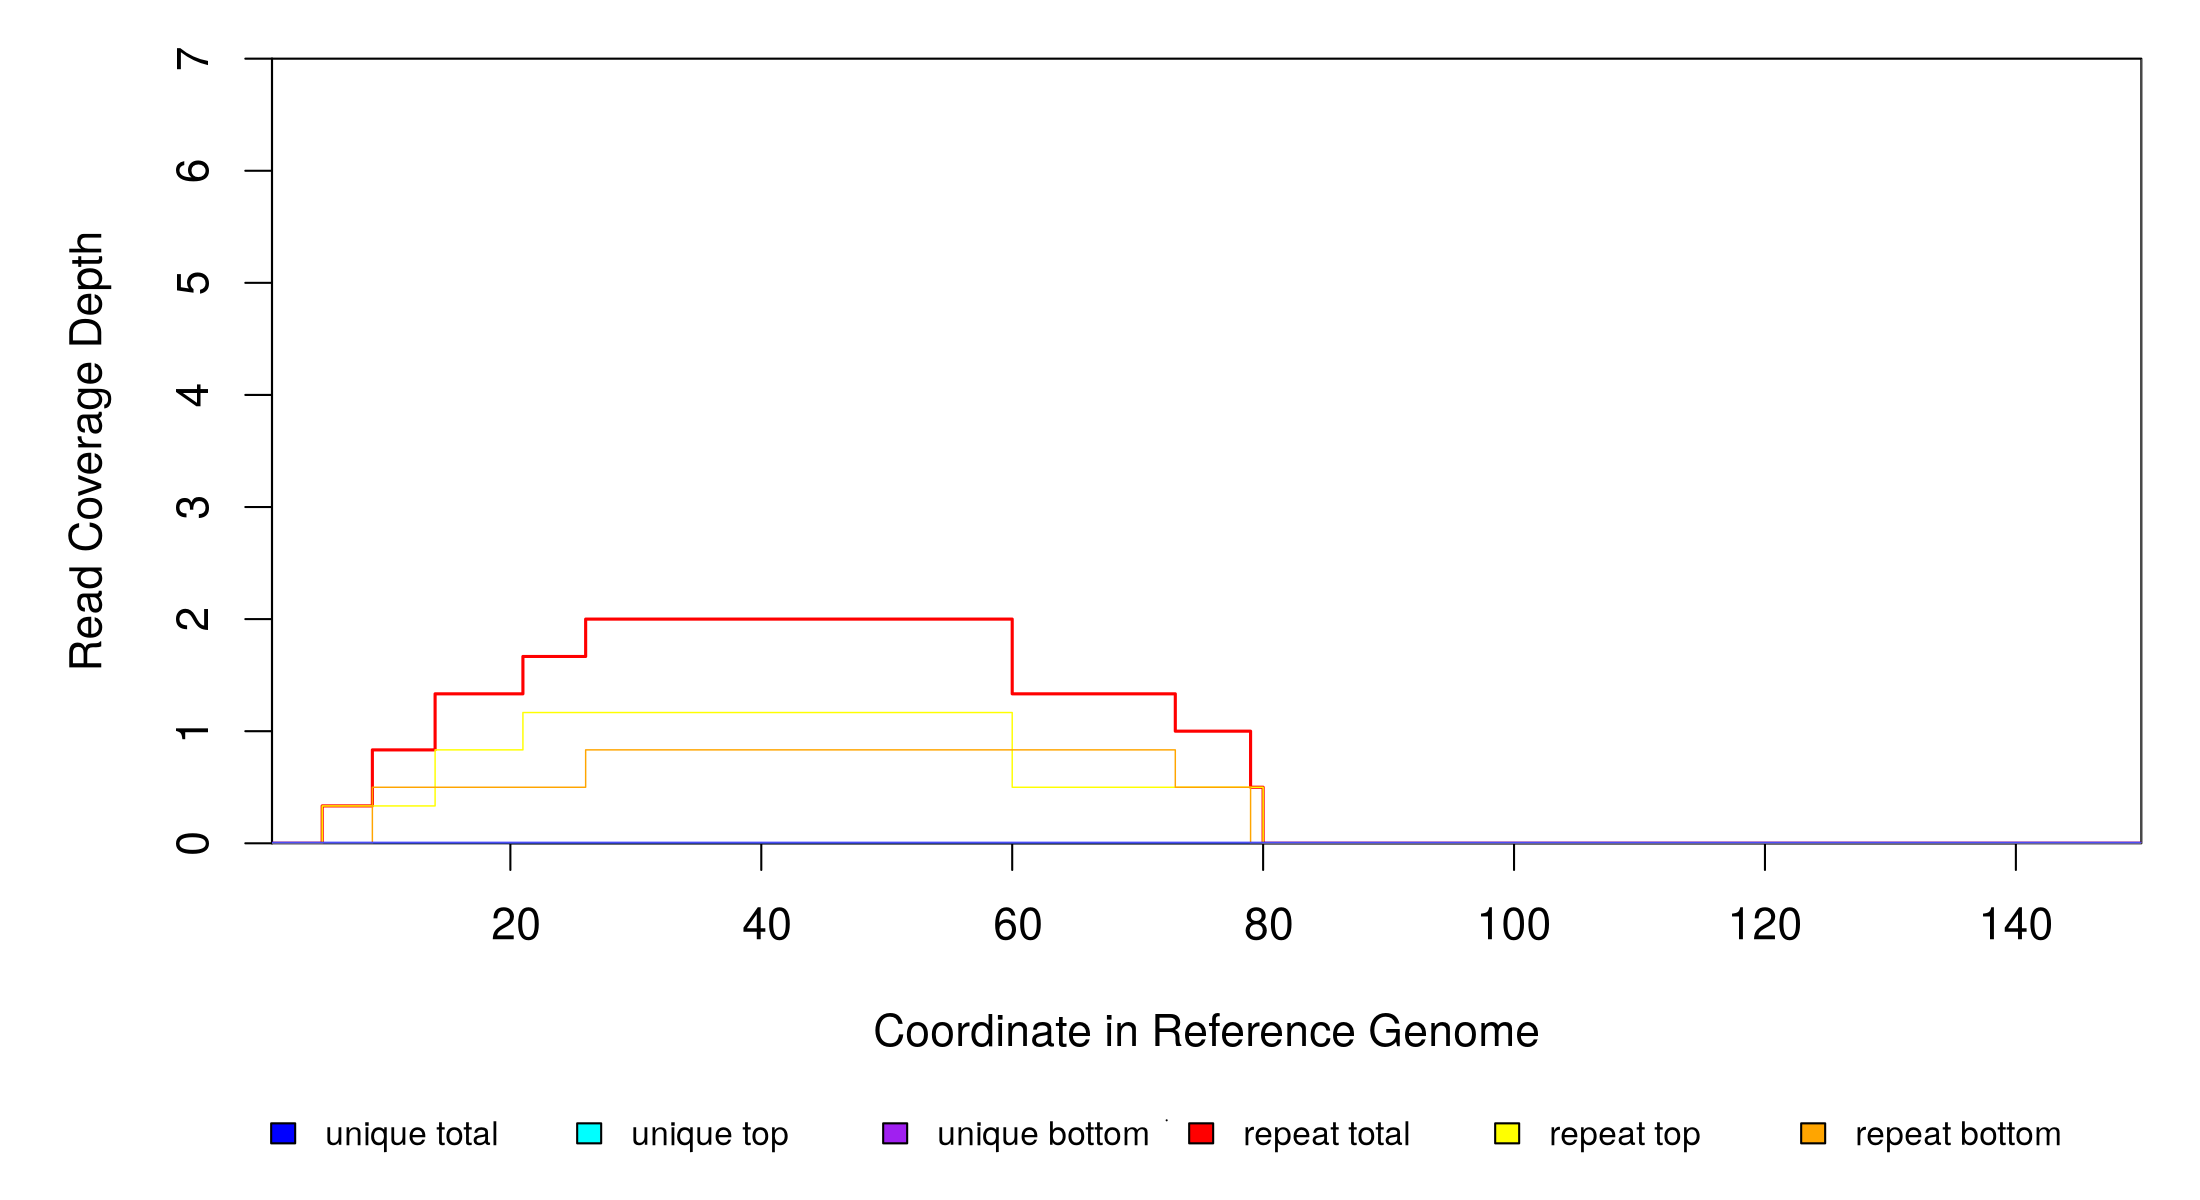 7
6
5
4
3
2
1
0
Read Coverage Depth
20 40 60 80 100 120 140
Coordinate in Reference Genome
unique total unique top unique bottom repeat total repeat top repeat bottom